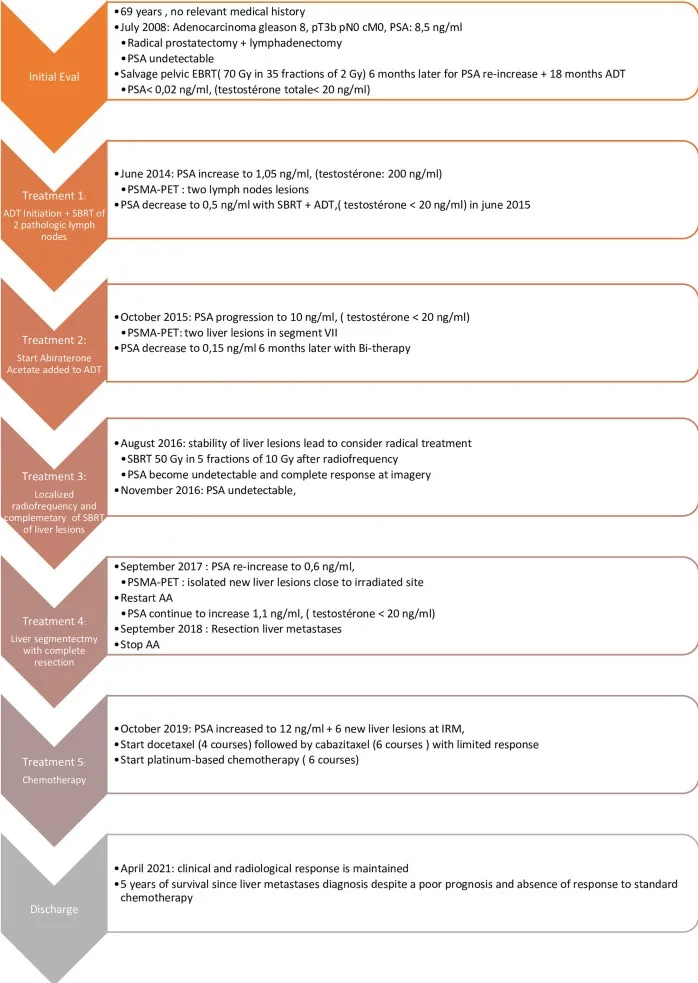 Initial Eval
•69 years , no relevant medical history
•July 2008: Adenocarcinoma gleason 8, pT3b pN0 cM0, PSA: 8,5 ng/ml
•Radical prostatectomy + lymphadenectomy
•PSA undetectable
•Salvage pelvic EBRT( 70 Gy in 35 fractions of 2 Gy) 6 months later for PSA re-increase + 18 months ADT
•PSA< 0,02 ng/ml, (testostérone totale< 20 ng/ml)
Treatment 1:
ADT Initiation + SBRT of
2 pathologic lymph
nodes
•June 2014: PSA increase to 1,05 ng/ml, (testostérone: 200 ng/ml)
•PSMA-PET : two lymph nodes lesions
•PSA decrease to 0,5 ng/ml with SBRT + ADT,( testostérone < 20 ng/ml) in june 2015
Treatment 2:
Start Abiraterone
Acetate added to ADT
•October 2015: PSA progression to 10 ng/ml, ( testostérone < 20 ng/ml)
•PSMA-PET: two liver lesions in segment VII
•PSA decrease to 0,15 ng/ml 6 months later with Bi-therapy
Treatment 3:
Localized
radiofrequency and
complemetary of SBRT
of liver lesions
•August 2016: stability of liver lesions lead to consider radical treatment
•SBRT 50 Gy in 5 fractions of 10 Gy after radiofrequency
•PSA become undetectable and complete response at imagery
•November 2016: PSA undetectable,
Treatment 4:
Liver segmentectmy
with complete
resection
•September 2017 : PSA re-increase to 0,6 ng/ml,
•PSMA-PET : isolated new liver lesions close to irradiated site
•Restart AA
•PSA continue to increase 1,1 ng/ml, ( testostérone < 20 ng/ml)
•September 2018 : Resection liver metastases
•Stop AA
Treatment 5:
Chemotherapy
•October 2019: PSA increased to 12 ng/ml + 6 new liver lesions at IRM,
•Start docetaxel (4 courses) followed by cabazitaxel (6 courses ) with limited response
•Start platinum-based chemotherapy ( 6 courses)
Discharge
•April 2021: clinical and radiological response is maintained
•5 years of survival since liver metastases diagnosis despite a poor prognosis and absence of response to standard
chemotherapy